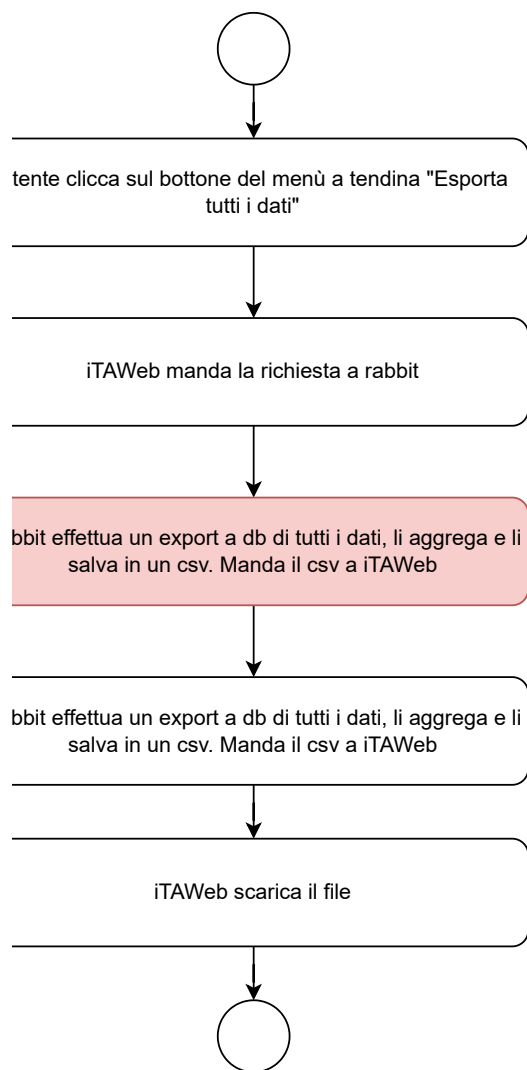 tente clicca sul bottone del menù a tendina "Esporta
tutti i dati"
iTAWeb manda la richiesta a rabbit
bbit effettua un export a db di tutti i dati, li aggrega e li
salva in un csv. Manda il csv a iTAWeb
bbit effettua un export a db di tutti i dati, li aggrega e li
salva in un csv. Manda il csv a iTAWeb
iTAWeb scarica il file